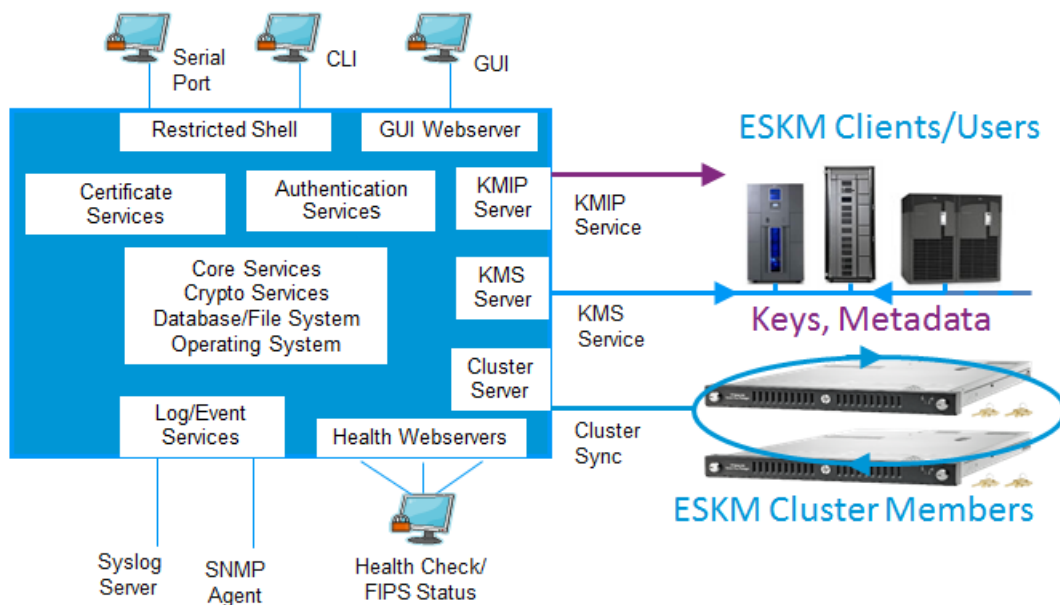 Serial
Port
CLI
GUI
Restricted Shell
GUI Webserver
ESKM Clients/Users
Certificate
Services
Authentication
Services
KMIP
Server
KMIP
Service
Core Services
Crypto Services
Database/File System
Operating System
KMS
Server
KMS
Service
Keys, Metadata
Cluster
Server
Log/Event
Services
Health Webservers
Cluster
Sync
ESKM Cluster Members
Syslog
Server
SNMP
Agent
Health Check/
FIPS Status